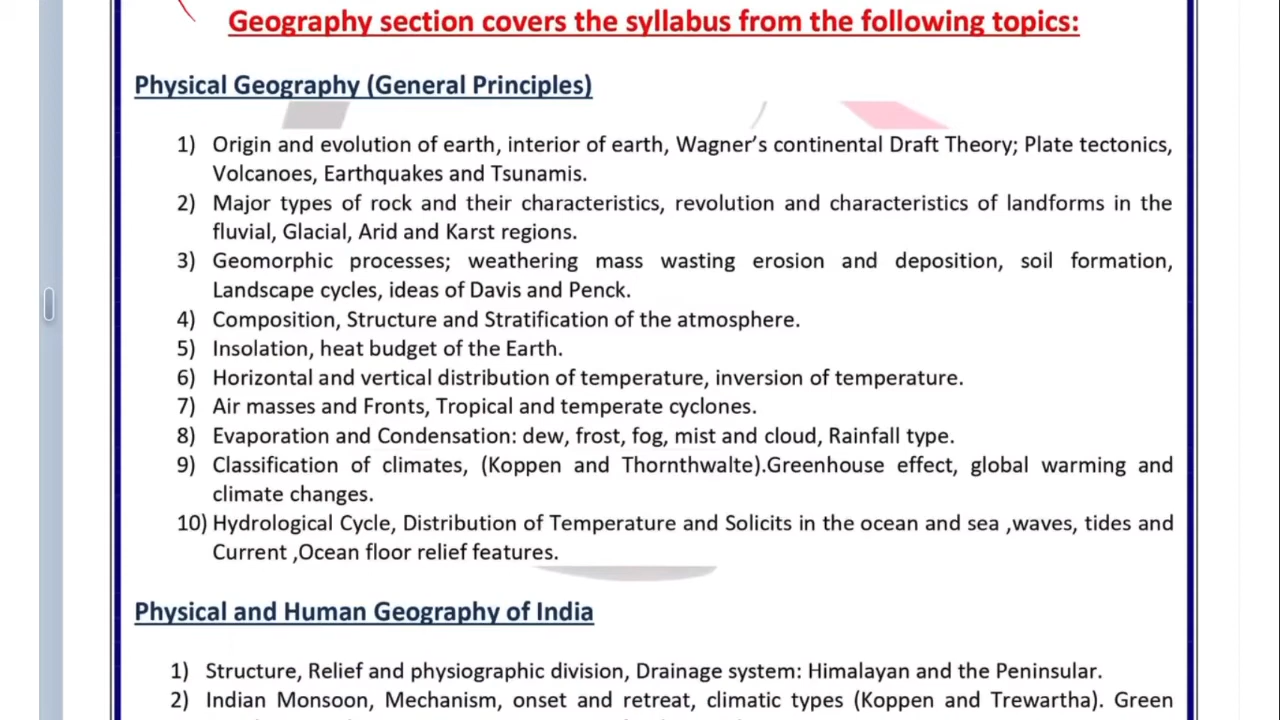 Geography section covers the syllabus from the following topics:
Physical Geography (General Principles)
1) Origin and evolution of earth, interior of earth, Wagner's continental Draft Theory; Plate tectonics,
Volcanoes, Earthquakes and Tsunamis.
2) Major types of rock and their characteristics, revolution and characteristics of landforms in the
fluvial, Glacial, Arid and Karst regions.
3) Geomorphic processes; weathering mass wasting erosion and deposition, soil formation,
Landscape cycles, ideas of Davis and Penck.
4) Composition, Structure and Stratification of the atmosphere.
5) Insolation, heat budget of the Earth.
6) Horizontal and vertical distribution of temperature, inversion of temperature.
7) Air masses and Fronts, Tropical and temperate cyclones.
8) Evaporation and Condensation: dew, frost, fog, mist and cloud, Rainfall type.
9) Classification of climates, (Koppen and Thornthwalte).Greenhouse effect, global warming and
climate changes.
10) Hydrological Cycle, Distribution of Temperature and Solicits in the ocean and sea ,waves, tides and
Current ,Ocean floor relief features.
Physical and Human Geography of India
1) Structure, Relief and physiographic division, Drainage system: Himalayan and the Peninsular.
2) Indian Monsoon, Mechanism, onset and retreat, climatic types (Koppen and Trewartha). Green